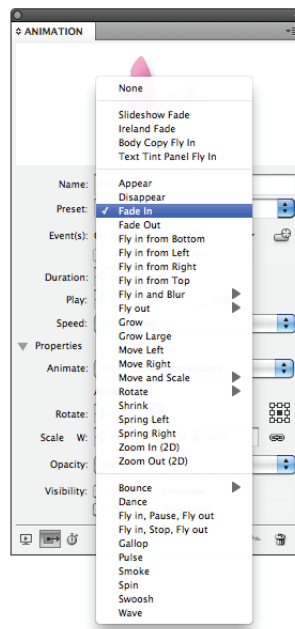 ANIMATION
None
Slideshow Fade
Ireland Fade
Body Copy Fly In
Text Tint Panel Fly In
Name:
Appear
Disappear
Preset:
✓ Fade In
Fade Out
Event(s):
Fly in from Bottom
Fly in from Left
Fly in from Right
Duration:
Fly in from Top
Fly in and Blur
Play:
Fly out
Speed:
Grow
Grow Large
Properties
Move Left
Animate:
Move Right
Move and Scale
Rotate
Rotate:
Shrink
Spring Left
Scale W:
Spring Right
Zoom In (2D)
Opacity:
Zoom Out (2D)
Visibility:
Bounce
Dance
Fly in, Pause, Fly out
Fly in, Stop, Fly out
Gallop
Pulse
Smoke
Spin
Swoosh
Wave